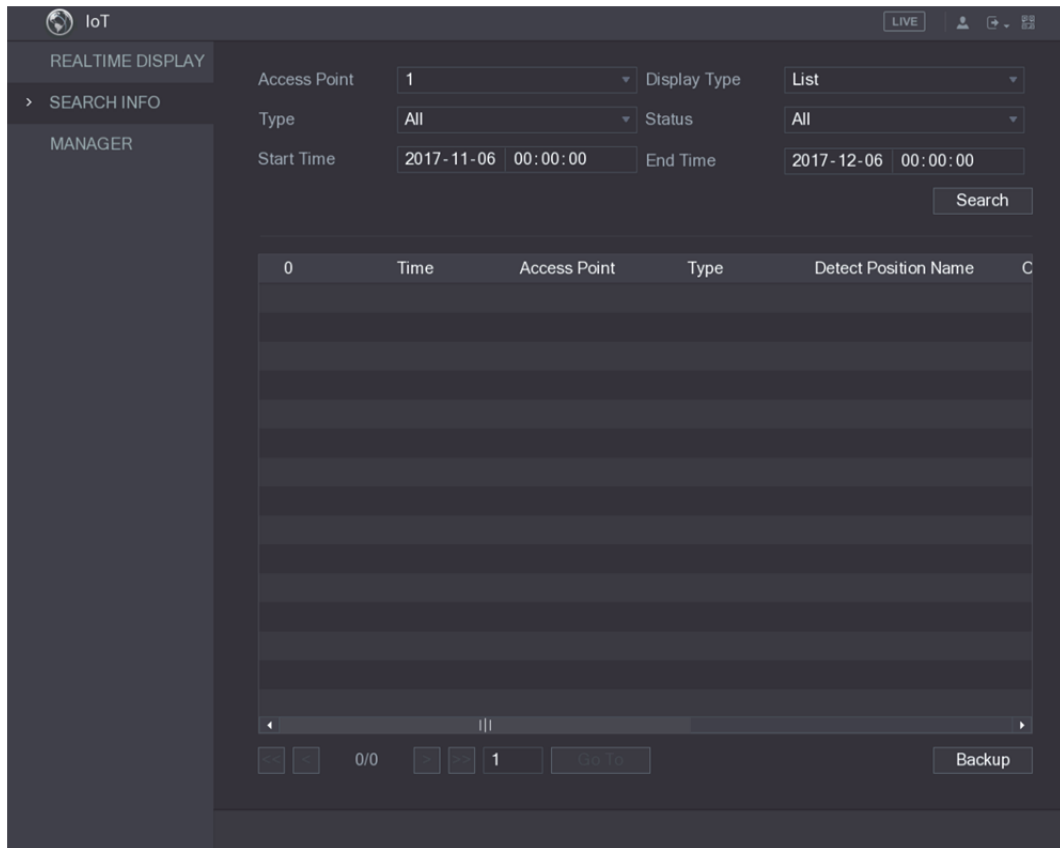 IoT LIVE
REALTIME DISPLAY
SEARCH INFO
MANAGER
Access Point 1 Display Type List
Type All Status All
Start Time 2017-11-06 00:00:00 End Time 2017-12-06 00:00:00
Search
0 Time Access Point Type Detect Position Name C
<< < 0/0 > >> 1 Go To Backup